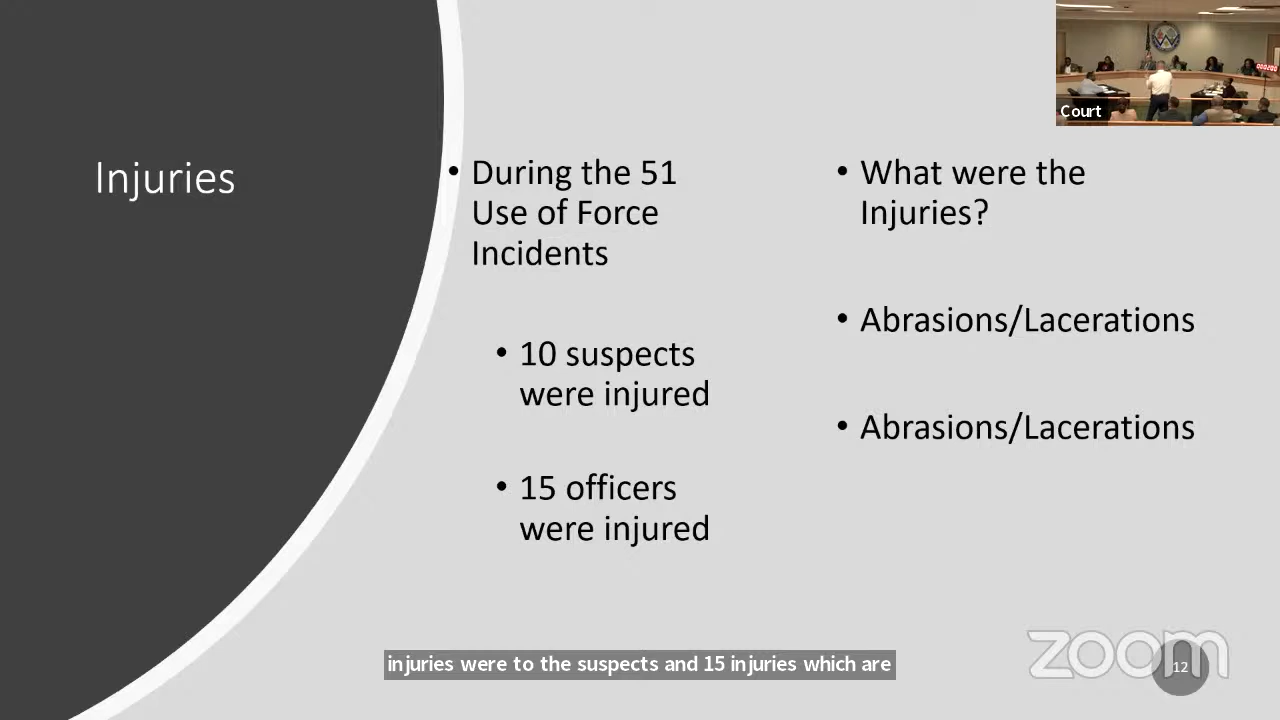 Court
Injuries
• During the 51
Use of Force
Incidents
• 10 suspects
were injured
• 15 officers
were injured
• What were the
Injuries?
• Abrasions/Lacerations
• Abrasions/Lacerations
injuries were to the suspects and 15 injuries which are
zoom
12